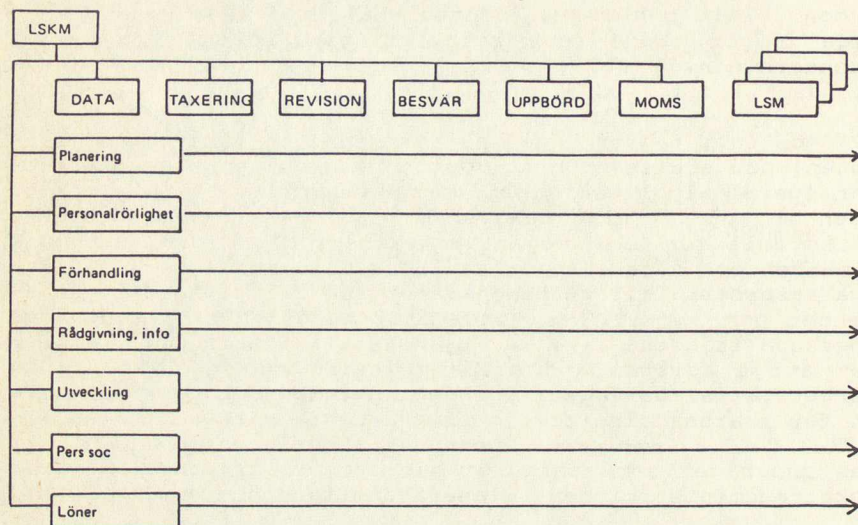 LSKM
DATA
TAXERING
REVISION
BESVÄR
UPPBÖRD
MOMS
LSM
Planering
Personalrörlighet
Förhandling
Rådgivning, info
Utveckling
Pers soc
Löner